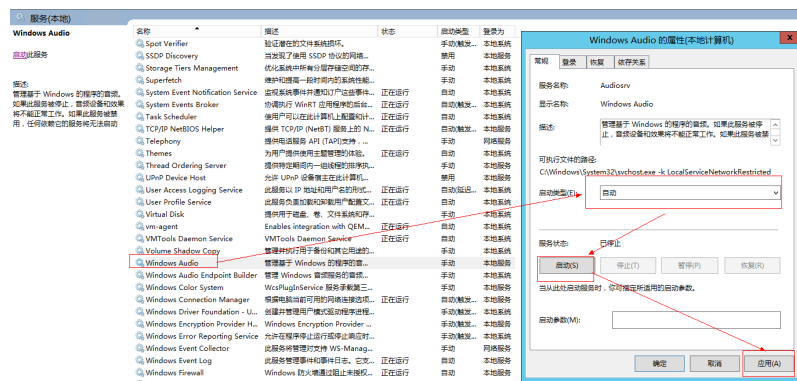 服务(本地)
Windows Audio
启动此服务
描述:
管理基于 Windows 的程序的音频。
如果此服务被停止，音频设备和效果
将不能正常工作。如果此服务被禁
用，任何依赖它的服务将无法启动
名称 描述 状态 启动类型 登录为
Spot Verifier 验证潜在的文件系统损坏。 手动(触发... 本地系统
SSDP Discovery 当发现了使用 SSDP 协议的网络... 禁用 本地服务
Storage Tiers Management 优化系统中所有分层存储空间的存... 手动 本地系统
Superfetch 维护和提高一段时间内的系统性能... 手动 本地系统
System Event Notification Service 监视系统事件并通知订户这些事件... 正在运行 自动 本地系统
System Events Broker 协调执行 WinRT 应用程序的后台... 正在运行 自动(触发... 本地系统
Task Scheduler 使用户可以在此计算机上配置和计... 正在运行 自动 本地系统
TCP/IP NetBIOS Helper 提供 TCP/IP (NetBT) 服务上的 N... 正在运行 自动(触发... 本地服务
Telephony 提供电话服务 API (TAPI)支持，... 手动 网络服务
Themes 为用户提供使用主题管理的体验。 正在运行 自动 本地系统
Thread Ordering Server 提供特定期间内一组线程的排序执... 手动 本地服务
UPnP Device Host 允许 UPnP 设备宿主在此计算机... 禁用 本地服务
User Access Logging Service 此服务以 IP 地址和用户名的形式... 正在运行 自动(延迟... 本地系统
User Profile Service 此服务负责加载和卸载用户配置文... 正在运行 自动 本地系统
Virtual Disk 提供用于磁盘、卷、文件系统和存... 手动 本地系统
vm-agent Enables integration with QEM... 正在运行 自动 本地系统
VMTools Daemon Service VMTools Daemon Service 正在运行 自动 本地系统
Volume Shadow Copy 管理并执行用于备份和其它用途的... 手动 本地系统
Windows Audio 管理基于 Windows 的程序的音... 手动 本地服务
Windows Audio Endpoint Builder 管理 Windows 音频服务的音频... 手动 本地系统
Windows Color System WcsPlugInService 服务承载第三... 手动 本地服务
Windows Connection Manager 根据电脑当前可用的网络连接选项... 正在运行 自动(触发... 本地服务
Windows Driver Foundation - U... 创建并管理用户模式驱动程序进程... 手动(触发... 本地系统
Windows Encryption Provider H... Windows Encryption Provider ... 手动(触发... 本地服务
Windows Error Reporting Service 允许在程序停止运行或停止响应时... 手动(触发... 本地系统
Windows Event Collector 此服务将管理对支持 WS-Manag... 手动 网络服务
Windows Event Log 此服务管理事件和事件日志。它支... 正在运行 自动 本地服务
Windows Firewall Windows 防火墙通过阻止未授权... 正在运行 自动 本地服务
Windows Audio 的属性(本地计算机)
x
常规 登录 恢复 依存关系
服务名称: Audiosrv
显示名称: Windows Audio
描述: 管理基于 Windows 的程序的音频。如果此服务被停
止，音频设备和效果将不能正常工作。如果此服务被禁
可执行文件的路径:
C:\Windows\System32\svchost.exe -k LocalServiceNetworkRestricted
启动类型(E): 自动
服务状态: 已停止
启动(S) 停止(T) 暂停(P) 恢复(R)
当从此处启动服务时，你可指定所适用的启动参数。
启动参数(M):
确定 取消 应用(A)